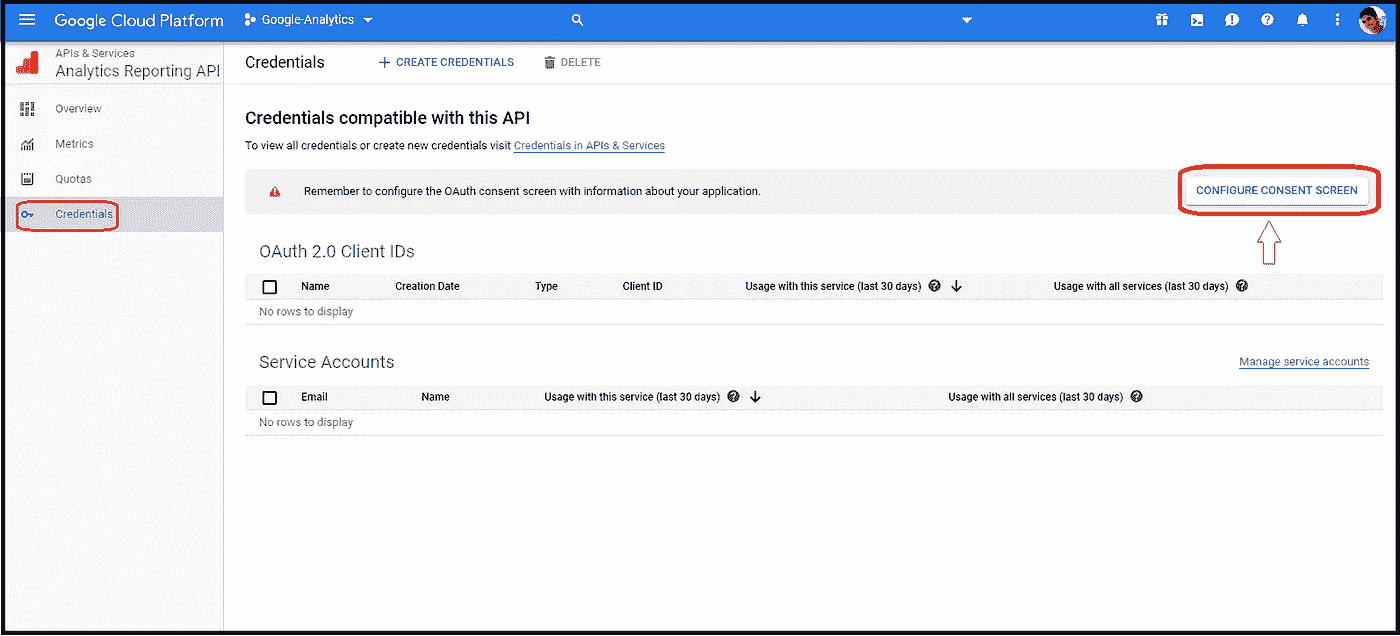 Google Cloud Platform
Google-Analytics
APIs & Services
Analytics Reporting API
Overview
Metrics
Quotas
Credentials
Credentials
CREATE CREDENTIALS
DELETE
Credentials compatible with this API
To view all credentials or create new credentials visit Credentials in APIs & Services
Remember to configure the OAuth consent screen with information about your application.
CONFIGURE CONSENT SCREEN
OAuth 2.0 Client IDs
Name Creation Date Type Client ID Usage with this service (last 30 days) Usage with all services (last 30 days)
No rows to display
Service Accounts
Manage service accounts
Email Name Usage with this service (last 30 days) Usage with all services (last 30 days)
No rows to display